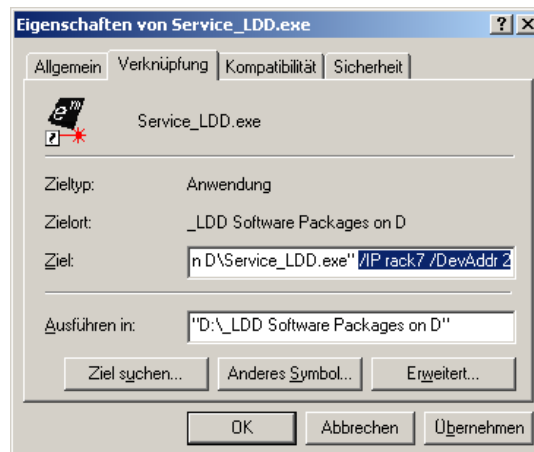 Eigenschaften von Service_LDD.exe
Allgemein Verknüpfung Kompatibilität Sicherheit
em
Service_LDD.exe
Zieltyp: Anwendung
Zielort: _LDD Software Packages on D
Ziel: n D\Service_LDD.exe" /IP rack7 /DevAddr 2
Ausführen in: "D:\_LDD Software Packages on D"
Ziel suchen... Anderes Symbol... Erweitert...
OK Abbrechen Übernehmen